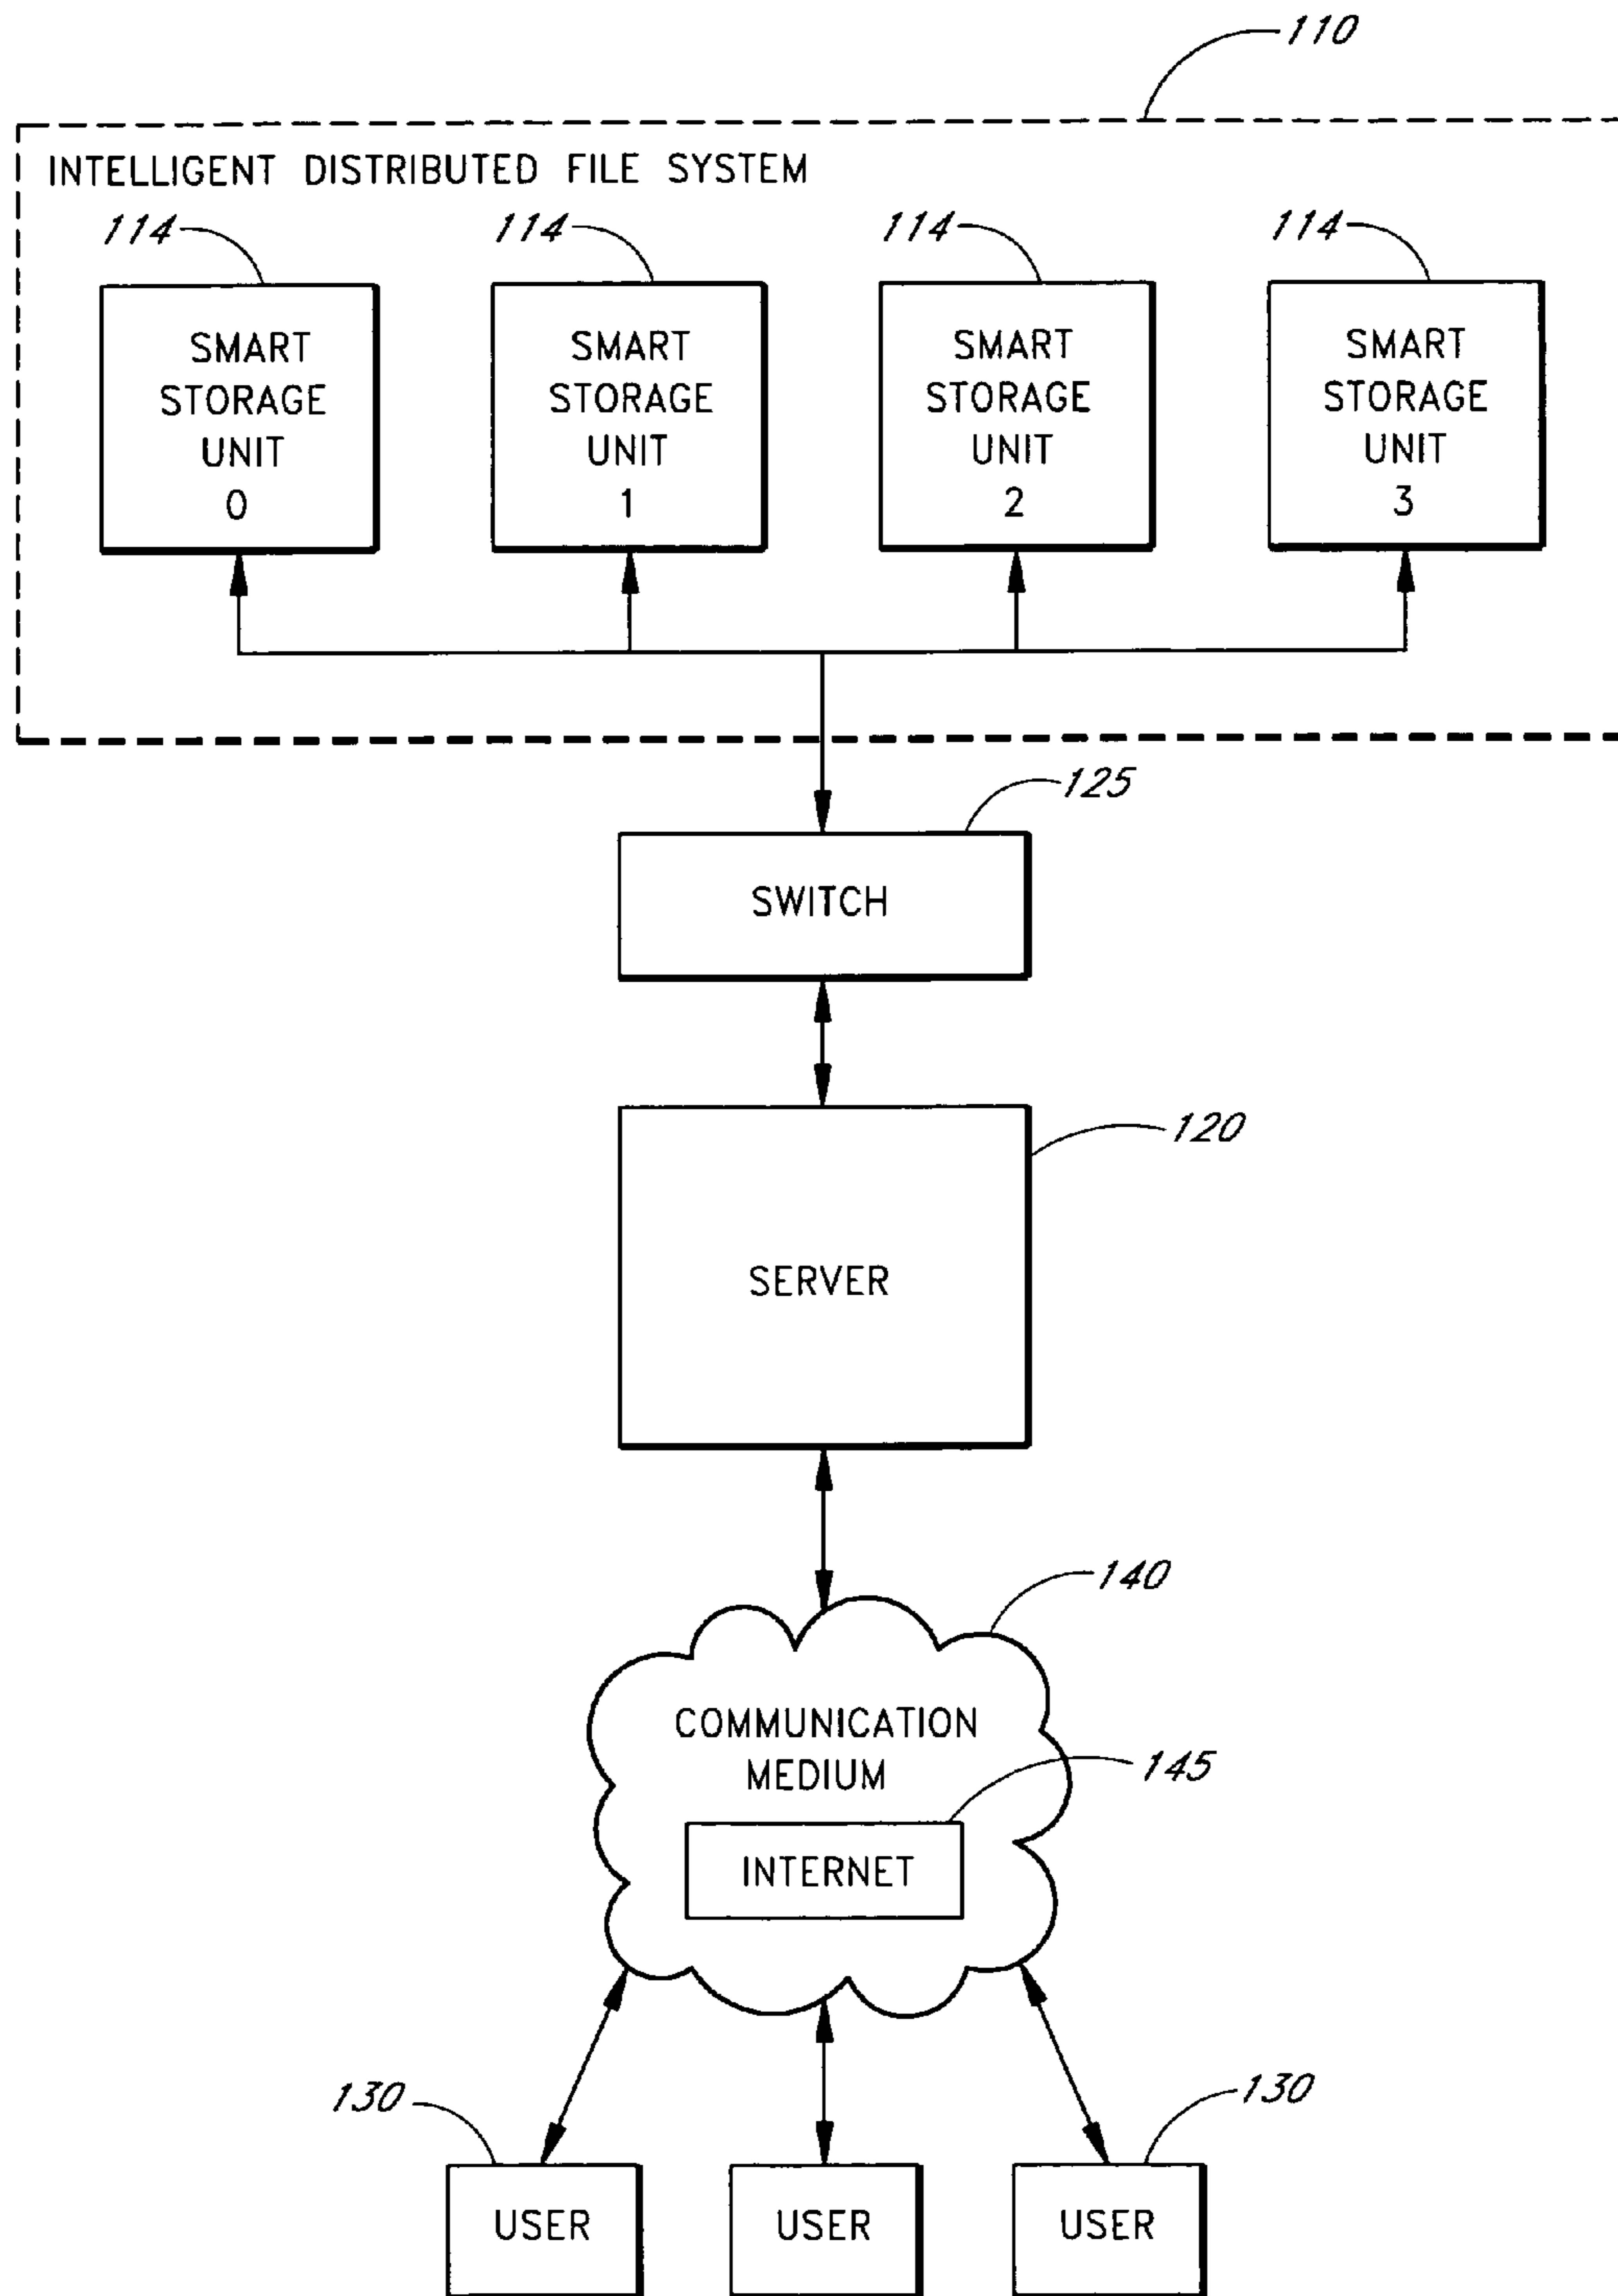 110
INTELLIGENT DISTRIBUTED FILE SYSTEM
114
114
114
114
SMART
STORAGE
UNIT
0
SMART
STORAGE
UNIT
1
SMART
STORAGE
UNIT
2
SMART
STORAGE
UNIT
3
125
SWITCH
120
SERVER
140
COMMUNICATION
MEDIUM
145
INTERNET
130
130
USER
USER
USER